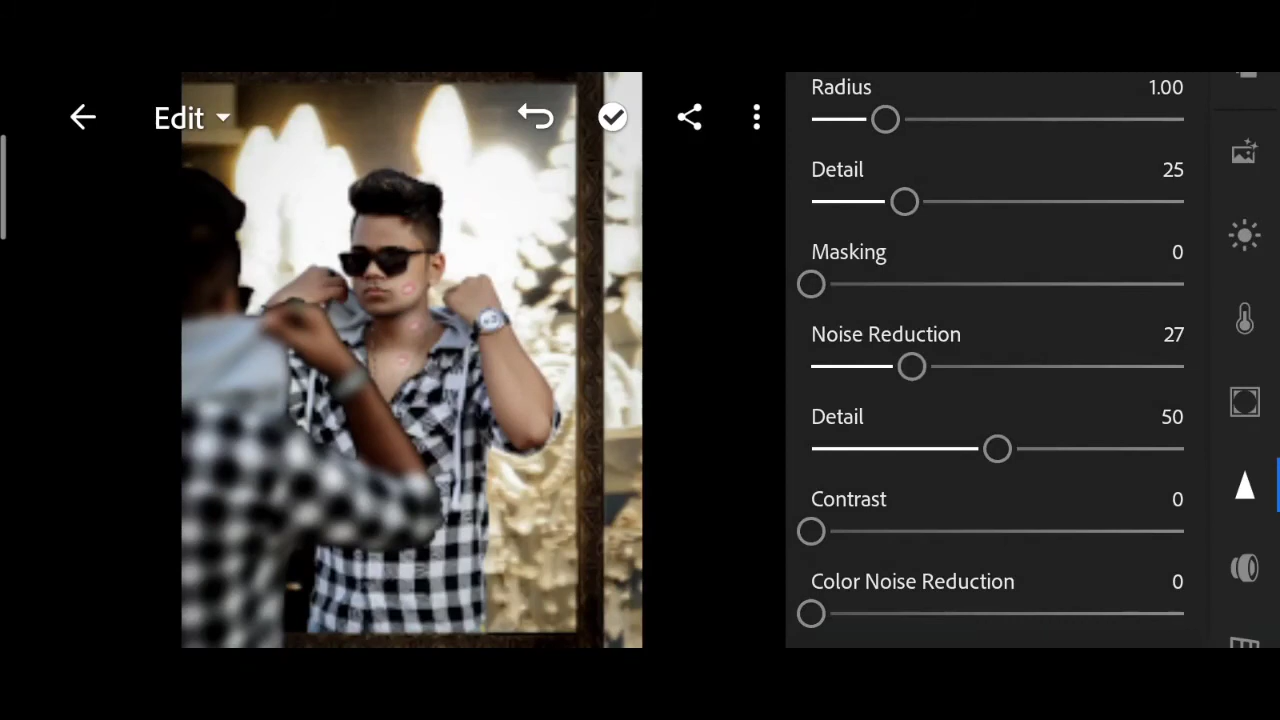 Edit
Radius 1.00
Detail 25
Masking 0
Noise Reduction 27
Detail 50
Contrast 0
Color Noise Reduction 0